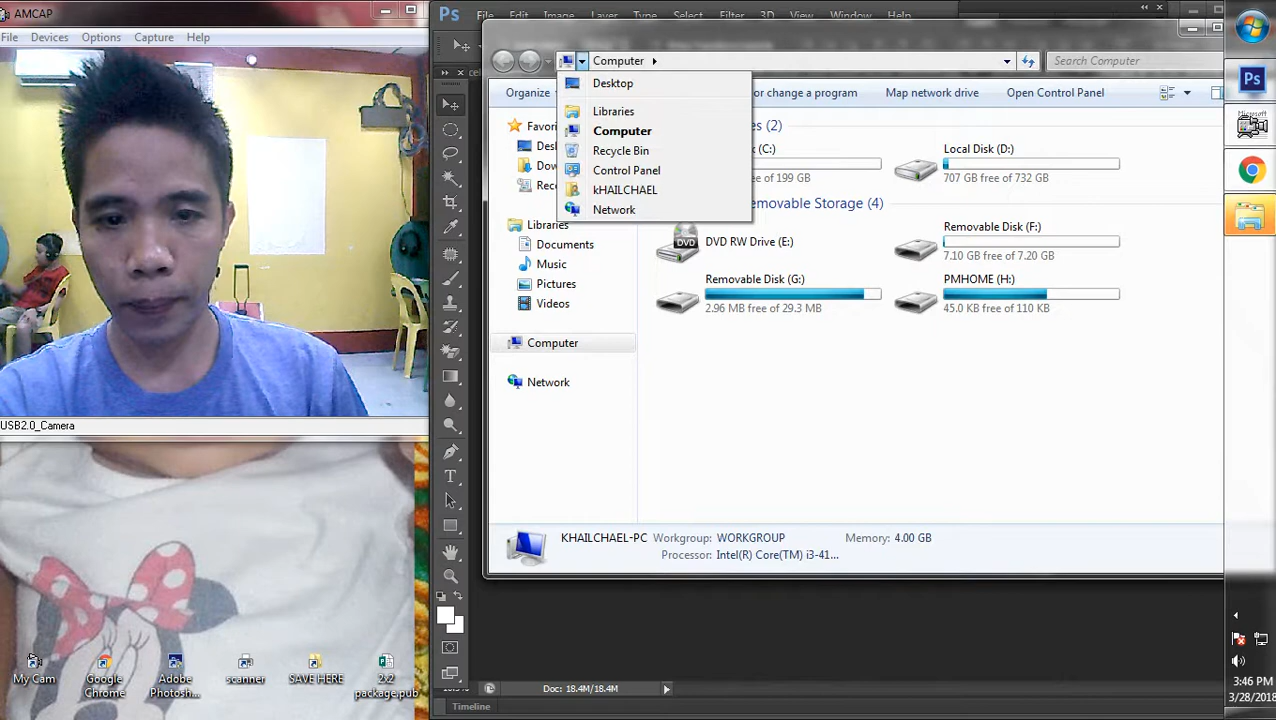 AMCAP
File Devices Options Capture Help
USB2.0_Camera
My Cam
Google Chrome
Adobe Photosh...
scanner
SAVE HERE
2x2 package.pub
Ps File Edit Image Layer Type Select Filter 3D View Window Help
Computer
Search Computer
Organize
or change a program
Map network drive
Open Control Panel
Desktop
Libraries
Computer
Recycle Bin
Control Panel
kHAILCHAEL
Network
Favori
Desk
Dow
Rece
Libraries
Documents
Music
Pictures
Videos
Computer
Network
es (2)
k (C:)
free of 199 GB
Local Disk (D:)
707 GB free of 732 GB
emovable Storage (4)
DVD RW Drive (E:)
DVD
Removable Disk (F:)
7.10 GB free of 7.20 GB
Removable Disk (G:)
2.96 MB free of 29.3 MB
PMHOME (H:)
45.0 KB free of 110 KB
KHAILCHAEL-PC Workgroup: WORKGROUP Memory: 4.00 GB
Processor: Intel(R) Core(TM) i3-41...
Doc: 18.4M/18.4M
Timeline
Ps
Microsoft
3:46 PM
3/28/2018